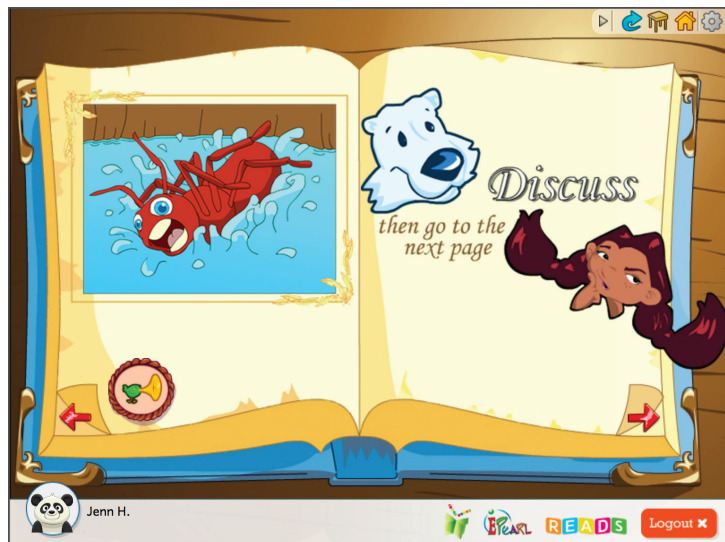 Discuss
then go to the
next page
Jenn H.
ePEARL
READS
Logout ✖